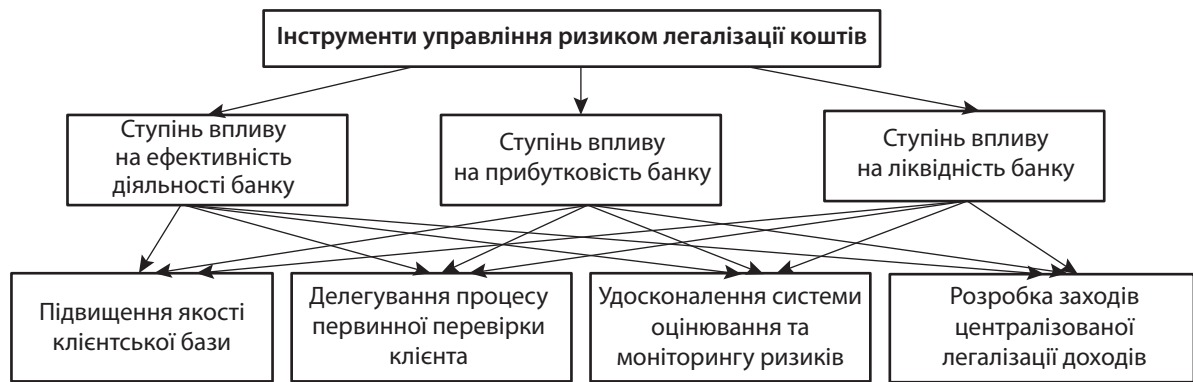 Інструменти управління ризиком легалізації коштів
Ступінь впливу
на ефективність
діяльності банку
Ступінь впливу
на прибутковість банку
Ступінь впливу
на ліквідність банку
Підвищення якості
клієнтської бази
Делегування процесу
первинної перевірки
клієнта
Удосконалення системи
оцінювання та
моніторингу ризиків
Розробка заходів
централізованої
легалізації доходів